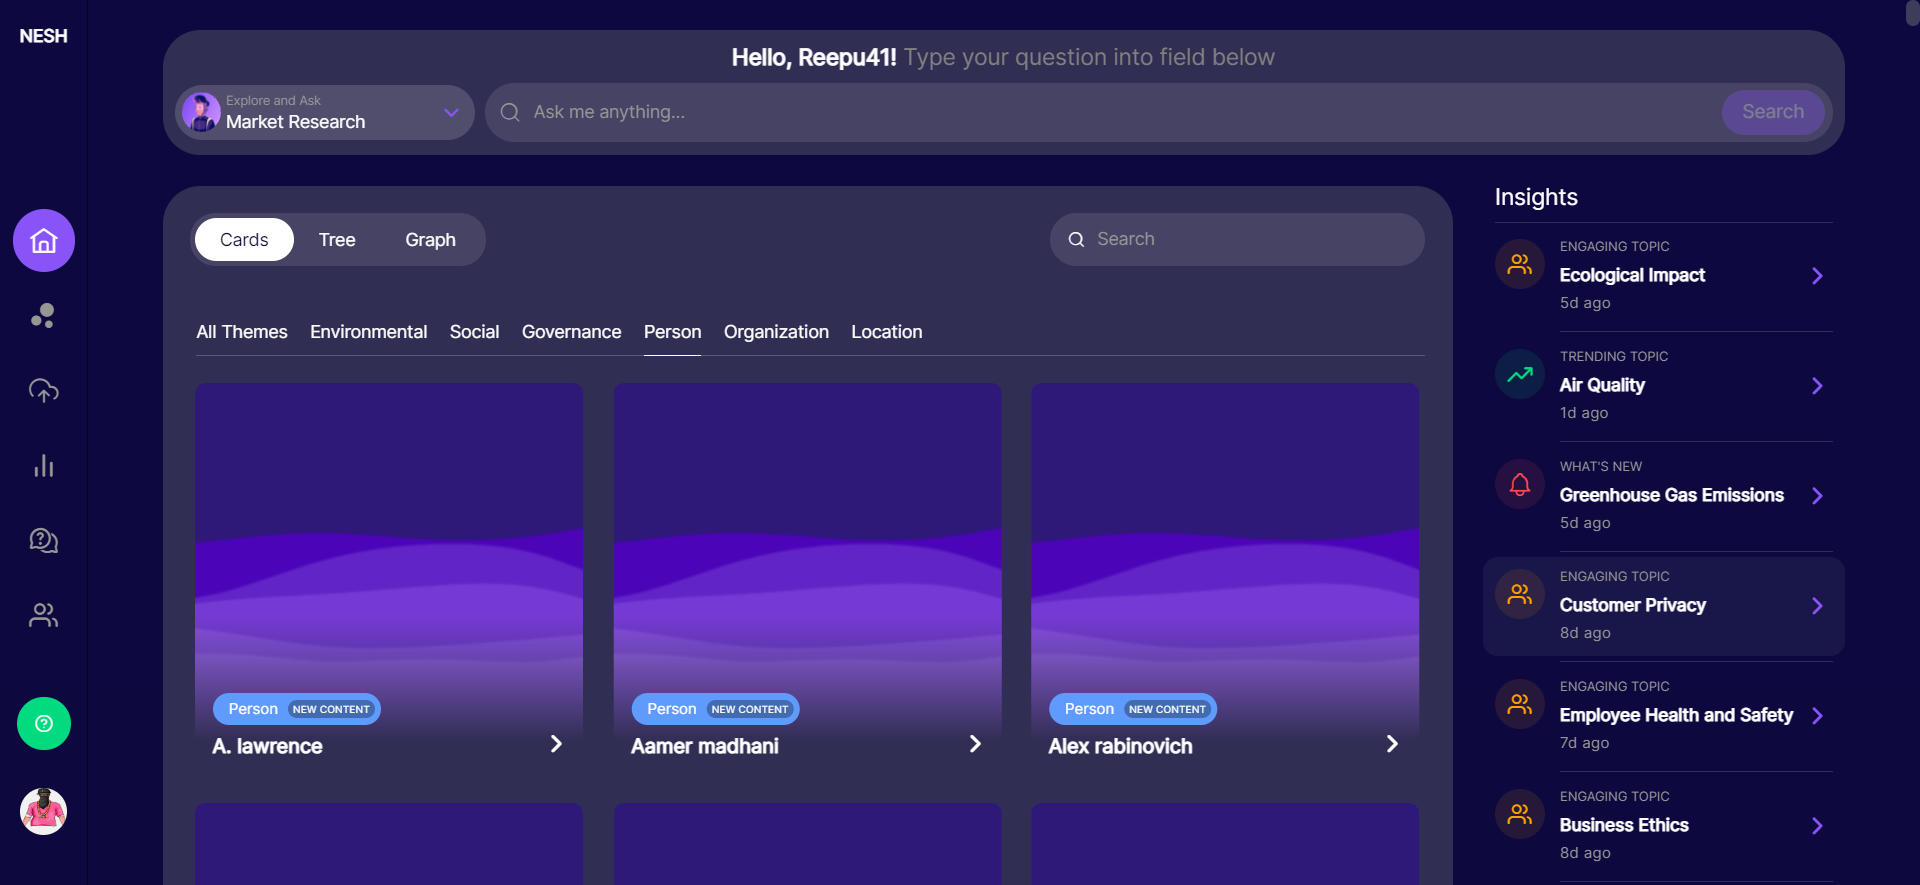 NESH
Hello, Reepu41! Type your question into field below
Explore and Ask
Market Research
Ask me anything...
Search
Cards
Tree
Graph
Search
All Themes
Environmental
Social
Governance
Person
Organization
Location
Person NEW CONTENT
A. lawrence
Person NEW CONTENT
Aamer madhani
Person NEW CONTENT
Alex rabinovich
Insights
ENGAGING TOPIC
Ecological Impact
5d ago
TRENDING TOPIC
Air Quality
1d ago
WHAT'S NEW
Greenhouse Gas Emissions
5d ago
ENGAGING TOPIC
Customer Privacy
8d ago
ENGAGING TOPIC
Employee Health and Safety
7d ago
ENGAGING TOPIC
Business Ethics
8d ago